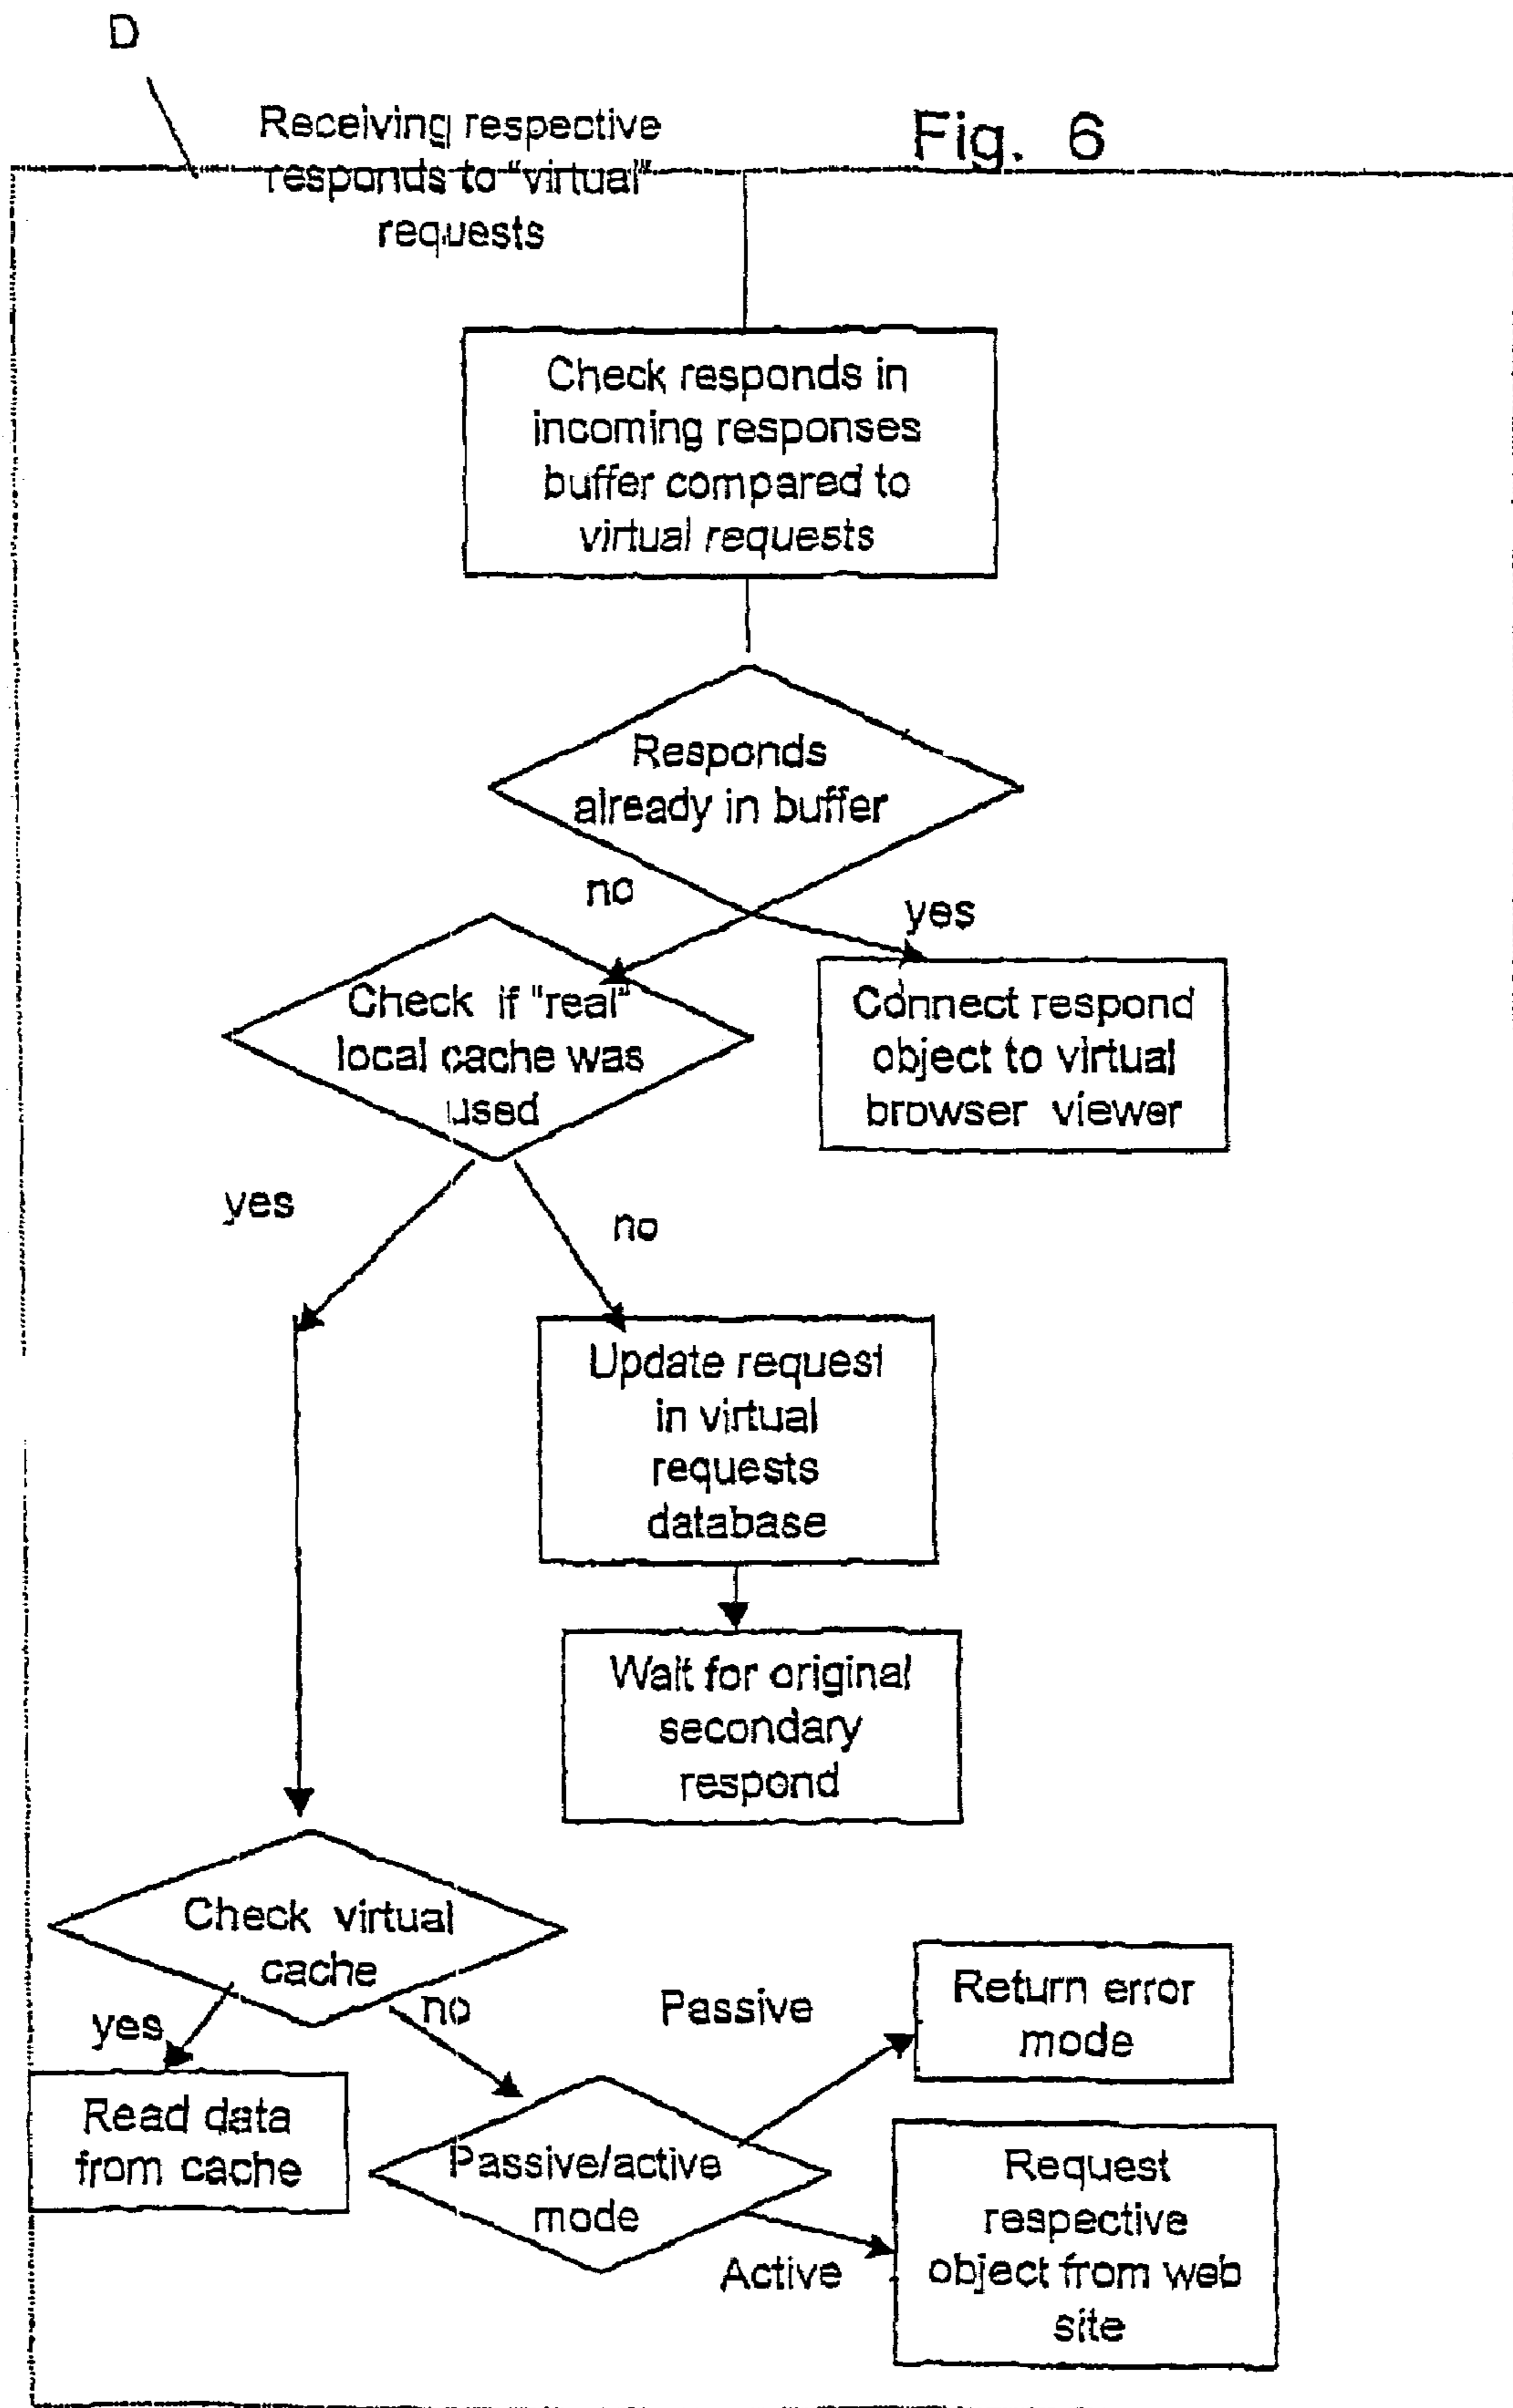 D
Fig. 6
Receiving respective
responds to "virtual"
requests
Check responds in
incoming responses
buffer compared to
virtual requests
Responds
already in buffer
no
yes
Check if "real"
local cache was
used
Connect respond
object to virtual
browser viewer
yes
no
Update request
in virtual
requests
database
Wait for original
secondary
respond
Check virtual
cache
yes
no
Passive
Return error
mode
Read data
from cache
Passive/active
mode
Active
Request
respective
object from web
site